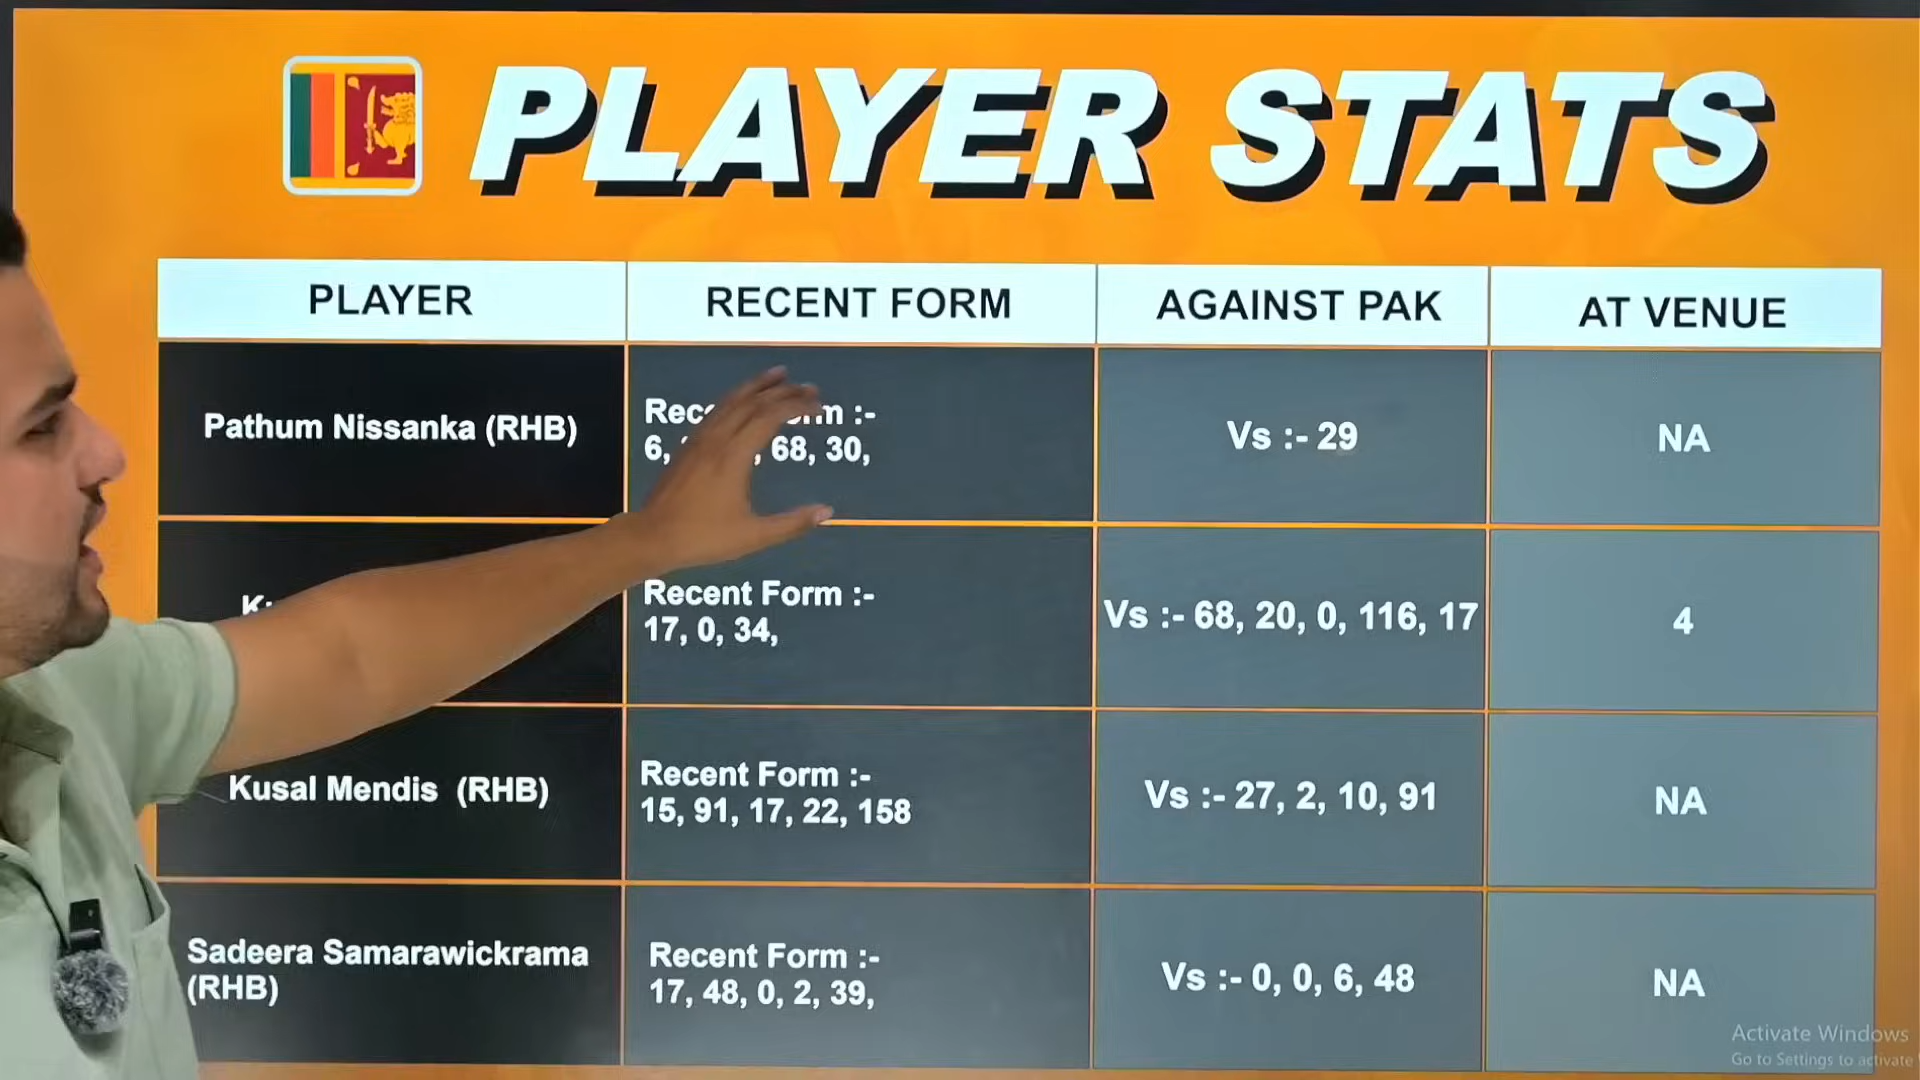 PLAYER STATS
PLAYER RECENT FORM AGAINST PAK AT VENUE
Pathum Nissanka (RHB)
6, 68, 30,
Vs :- 29
NA
Recent Form :-
17, 0, 34,
Vs :- 68, 20, 0, 116, 17
4
Kusal Mendis (RHB)
Recent Form :-
15, 91, 17, 22, 158
Vs :- 27, 2, 10, 91
NA
Sadeera Samarawickrama
(RHB)
Recent Form :-
17, 48, 0, 2, 39,
Vs :- 0, 0, 6, 48
NA
Activate Windows
Go to Settings to activate